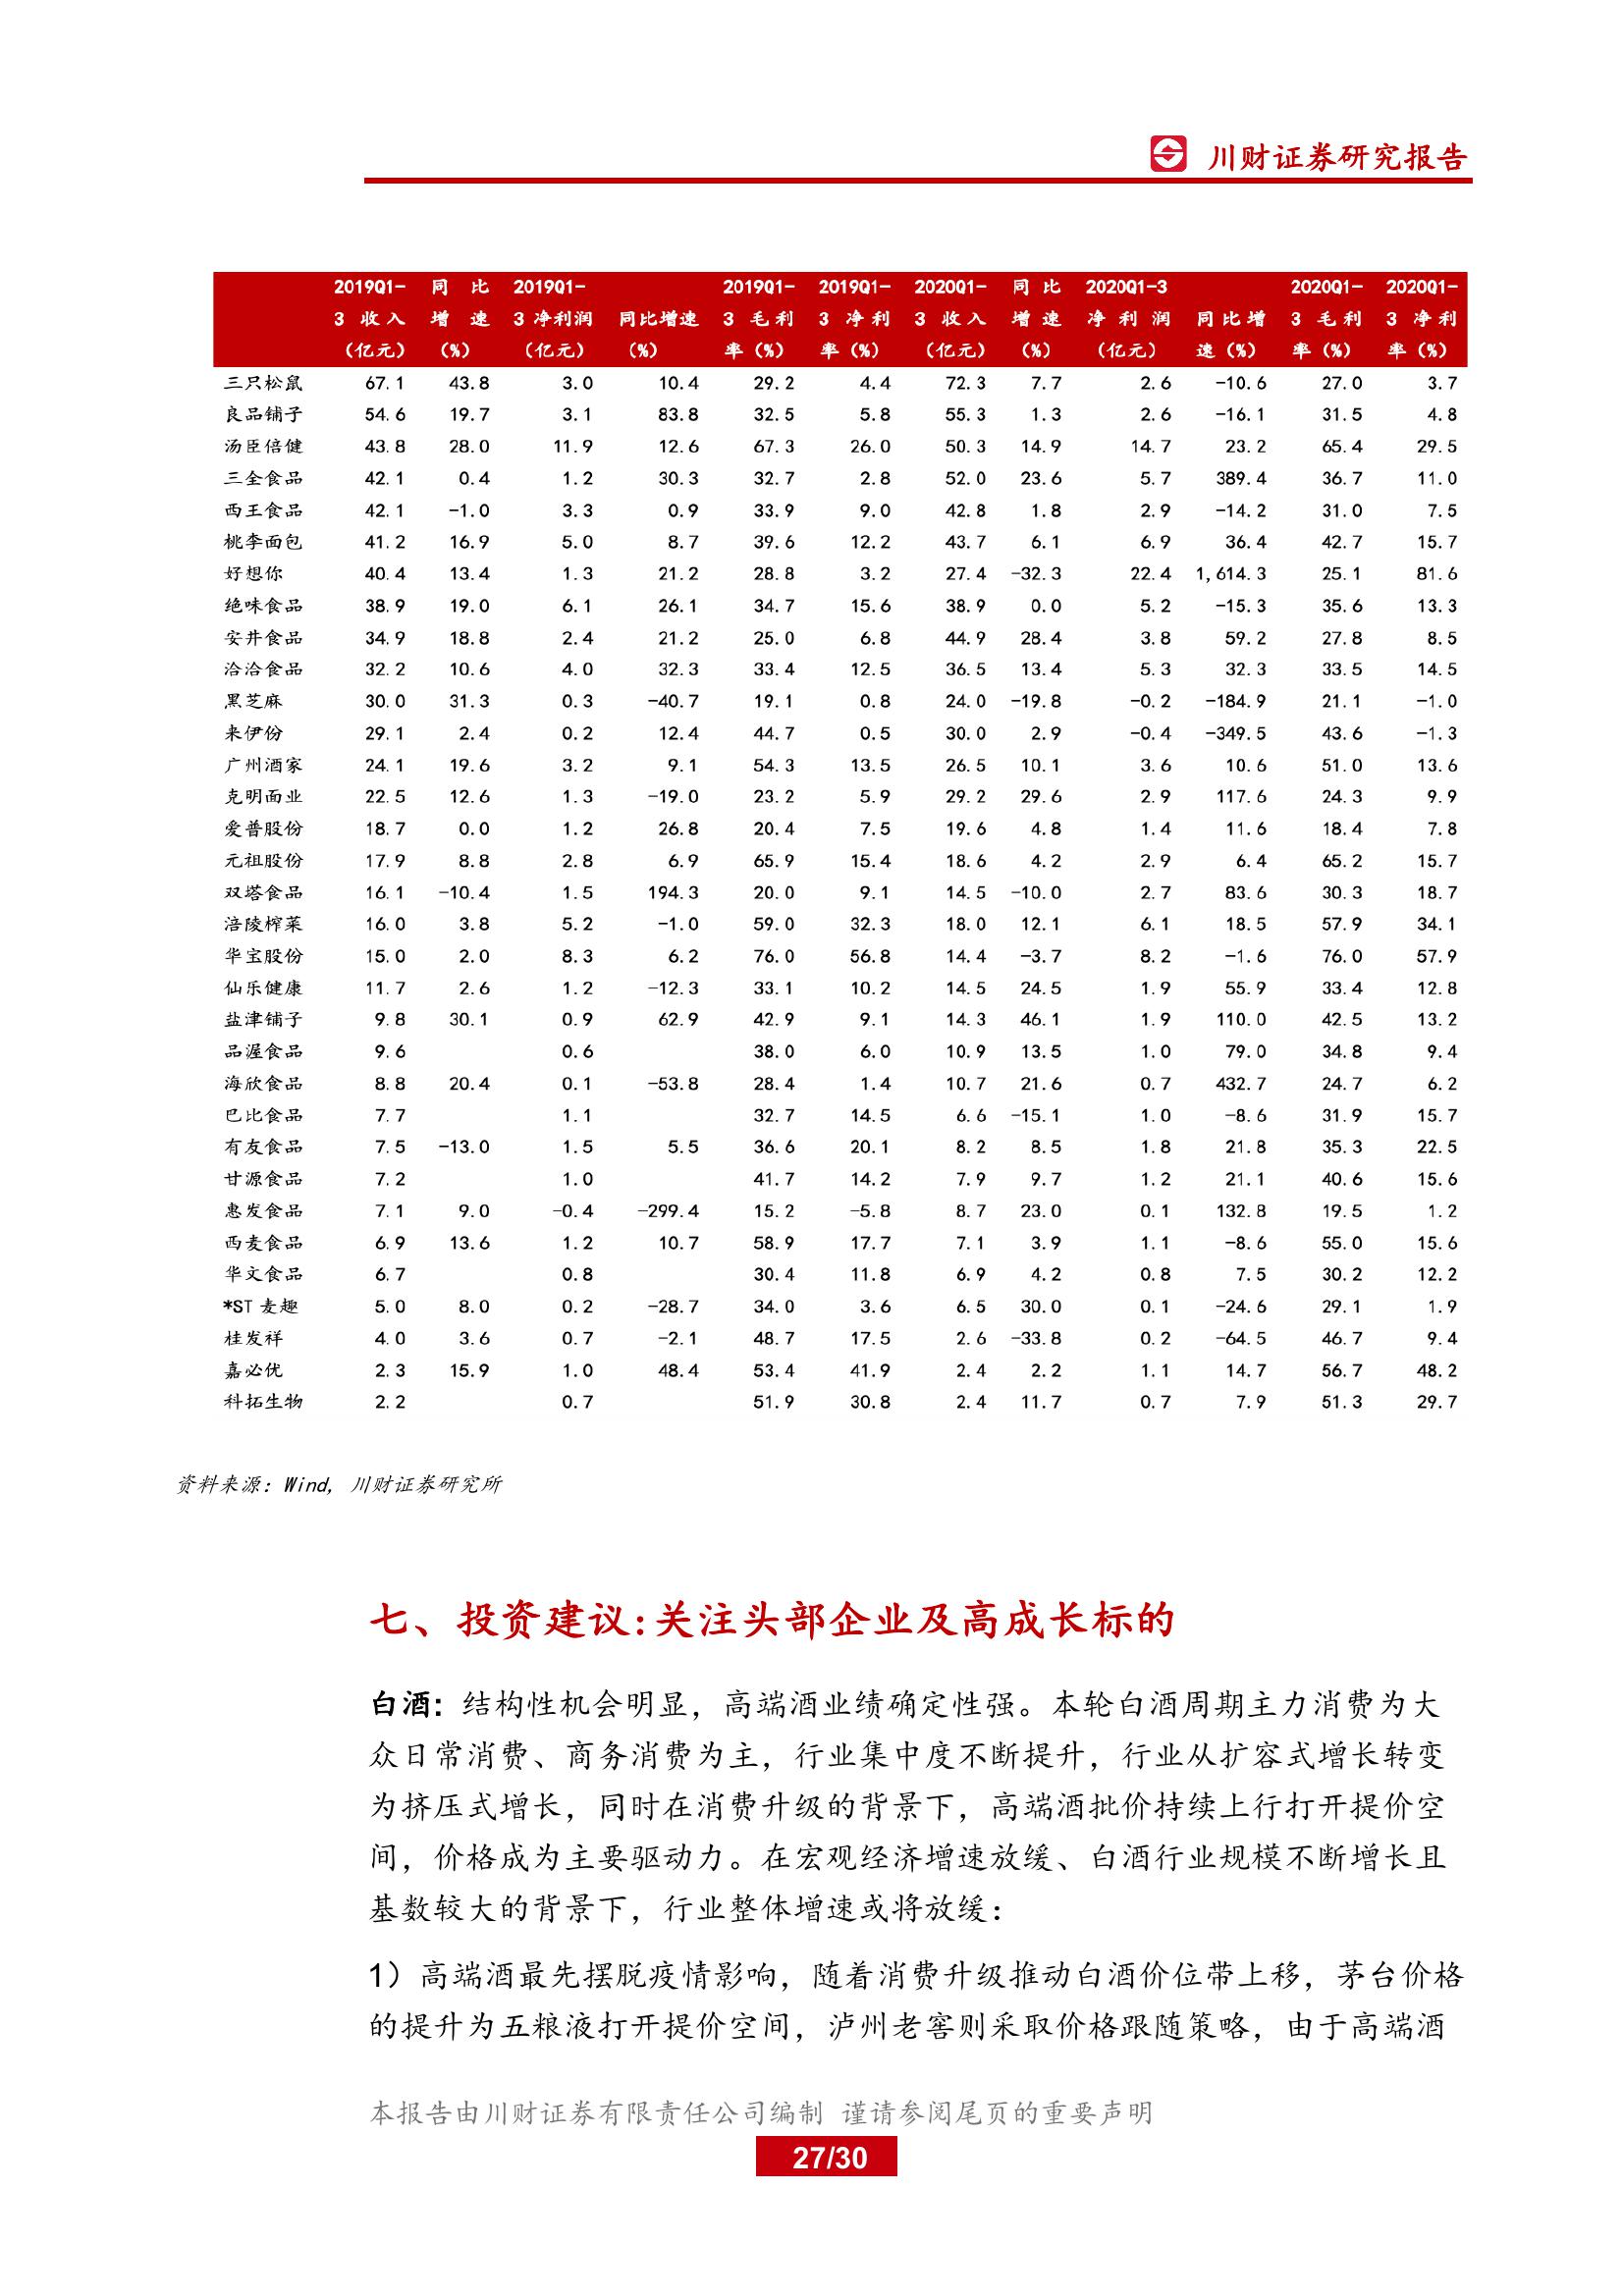 川财证券研究报告
2019Q1- 同 比 2019Q1- 2019Q1- 2019Q1- 2020Q1- 同 比 2020Q1-3 2020Q1- 2020Q1-
3 收入 增 速 3 净利润 同比增速 3 毛利 3 净利 3 收入 增 速 净 利 润 同比增 3 毛利 3 净利
（亿元） （%） （亿元） （%） 率（%） 率（%） （亿元） （%） （亿元） 速（%） 率（%） 率（%）
三只松鼠 67.1 43.8 3.0 10.4 29.2 4.4 72.3 7.7 2.6 -10.6 27.0 3.7
良品铺子 54.6 19.7 3.1 83.8 32.5 5.8 55.3 1.3 2.6 -16.1 31.5 4.8
汤臣倍健 43.8 28.0 11.9 12.6 67.3 26.0 50.3 14.9 14.7 23.2 65.4 29.5
三全食品 42.1 0.4 1.2 30.3 32.7 2.8 52.0 23.6 5.7 389.4 36.7 11.0
西王食品 42.1 -1.0 3.3 0.9 33.9 9.0 42.8 1.8 2.9 -14.2 31.0 7.5
桃李面包 41.2 16.9 5.0 8.7 39.6 12.2 43.7 6.1 6.9 36.4 42.7 15.7
好想你 40.4 13.4 1.3 21.2 28.8 3.2 27.4 -32.3 22.4 1,614.3 25.1 81.6
绝味食品 38.9 19.0 6.1 26.1 34.7 15.6 38.9 0.0 5.2 -15.3 35.6 13.3
安井食品 34.9 18.8 2.4 21.2 25.0 6.8 44.9 28.4 3.8 59.2 27.8 8.5
洽洽食品 32.2 10.6 4.0 32.3 33.4 12.5 36.5 13.4 5.3 32.3 33.5 14.5
黑芝麻 30.0 31.3 0.3 -40.7 19.1 0.8 24.0 -19.8 -0.2 -184.9 21.1 -1.0
来伊份 29.1 2.4 0.2 12.4 44.7 0.5 30.0 2.9 -0.4 -349.5 43.6 -1.3
广州酒家 24.1 19.6 3.2 9.1 54.3 13.5 26.5 10.1 3.6 10.6 51.0 13.6
克明面业 22.5 12.6 1.3 -19.0 23.2 5.9 29.2 29.6 2.9 117.6 24.3 9.9
爱普股份 18.7 0.0 1.2 26.8 20.4 7.5 19.6 4.8 1.4 11.6 18.4 7.8
元祖股份 17.9 8.8 2.8 6.9 65.9 15.4 18.6 4.2 2.9 6.4 65.2 15.7
双塔食品 16.1 -10.4 1.5 194.3 20.0 9.1 14.5 -10.0 2.7 83.6 30.3 18.7
涪陵榨菜 16.0 3.8 5.2 -1.0 59.0 32.3 18.0 12.1 6.1 18.5 57.9 34.1
华宝股份 15.0 2.0 8.3 6.2 76.0 56.8 14.4 -3.7 8.2 -1.6 76.0 57.9
仙乐健康 11.7 2.6 1.2 -12.3 33.1 10.2 14.5 24.5 1.9 55.9 33.4 12.8
盐津铺子 9.8 30.1 0.9 62.9 42.9 9.1 14.3 46.1 1.9 110.0 42.5 13.2
品渥食品 9.6 0.6 38.0 6.0 10.9 13.5 1.0 79.0 34.8 9.4
海欣食品 8.8 20.4 0.1 -53.8 28.4 1.4 10.7 21.6 0.7 432.7 24.7 6.2
巴比食品 7.7 1.1 32.7 14.5 6.6 -15.1 1.0 -8.6 31.9 15.7
有友食品 7.5 -13.0 1.5 5.5 36.6 20.1 8.2 8.5 1.8 21.8 35.3 22.5
甘源食品 7.2 1.0 41.7 14.2 7.9 9.7 1.2 21.1 40.6 15.6
惠发食品 7.1 9.0 -0.4 -299.4 15.2 -5.8 8.7 23.0 0.1 132.8 19.5 1.2
西麦食品 6.9 13.6 1.2 10.7 58.9 17.7 7.1 3.9 1.1 -8.6 55.0 15.6
华文食品 6.7 0.8 30.4 11.8 6.9 4.2 0.8 7.5 30.2 12.2
*ST 麦趣 5.0 8.0 0.2 -28.7 34.0 3.6 6.5 30.0 0.1 -24.6 29.1 1.9
桂发祥 4.0 3.6 0.7 -2.1 48.7 17.5 2.6 -33.8 0.2 -64.5 46.7 9.4
嘉必优 2.3 15.9 1.0 48.4 53.4 41.9 2.4 2.2 1.1 14.7 56.7 48.2
科拓生物 2.2 0.7 51.9 30.8 2.4 11.7 0.7 7.9 51.3 29.7
资料来源：Wind, 川财证券研究所
七、投资建议:关注头部企业及高成长标的
白酒: 结构性机会明显，高端酒业绩确定性强。本轮白酒周期主力消费为大
众日常消费、商务消费为主，行业集中度不断提升，行业从扩容式增长转变
为挤压式增长，同时在消费升级的背景下，高端酒批价持续上行打开提价空
间，价格成为主要驱动力。在宏观经济增速放缓、白酒行业规模不断增长且
基数较大的背景下，行业整体增速或将放缓：
1）高端酒最先摆脱疫情影响，随着消费升级推动白酒价位带上移，茅台价格
的提升为五粮液打开提价空间，泸州老窖则采取价格跟随策略，由于高端酒
本报告由川财证券有限责任公司编制 谨请参阅尾页的重要声明
27/30